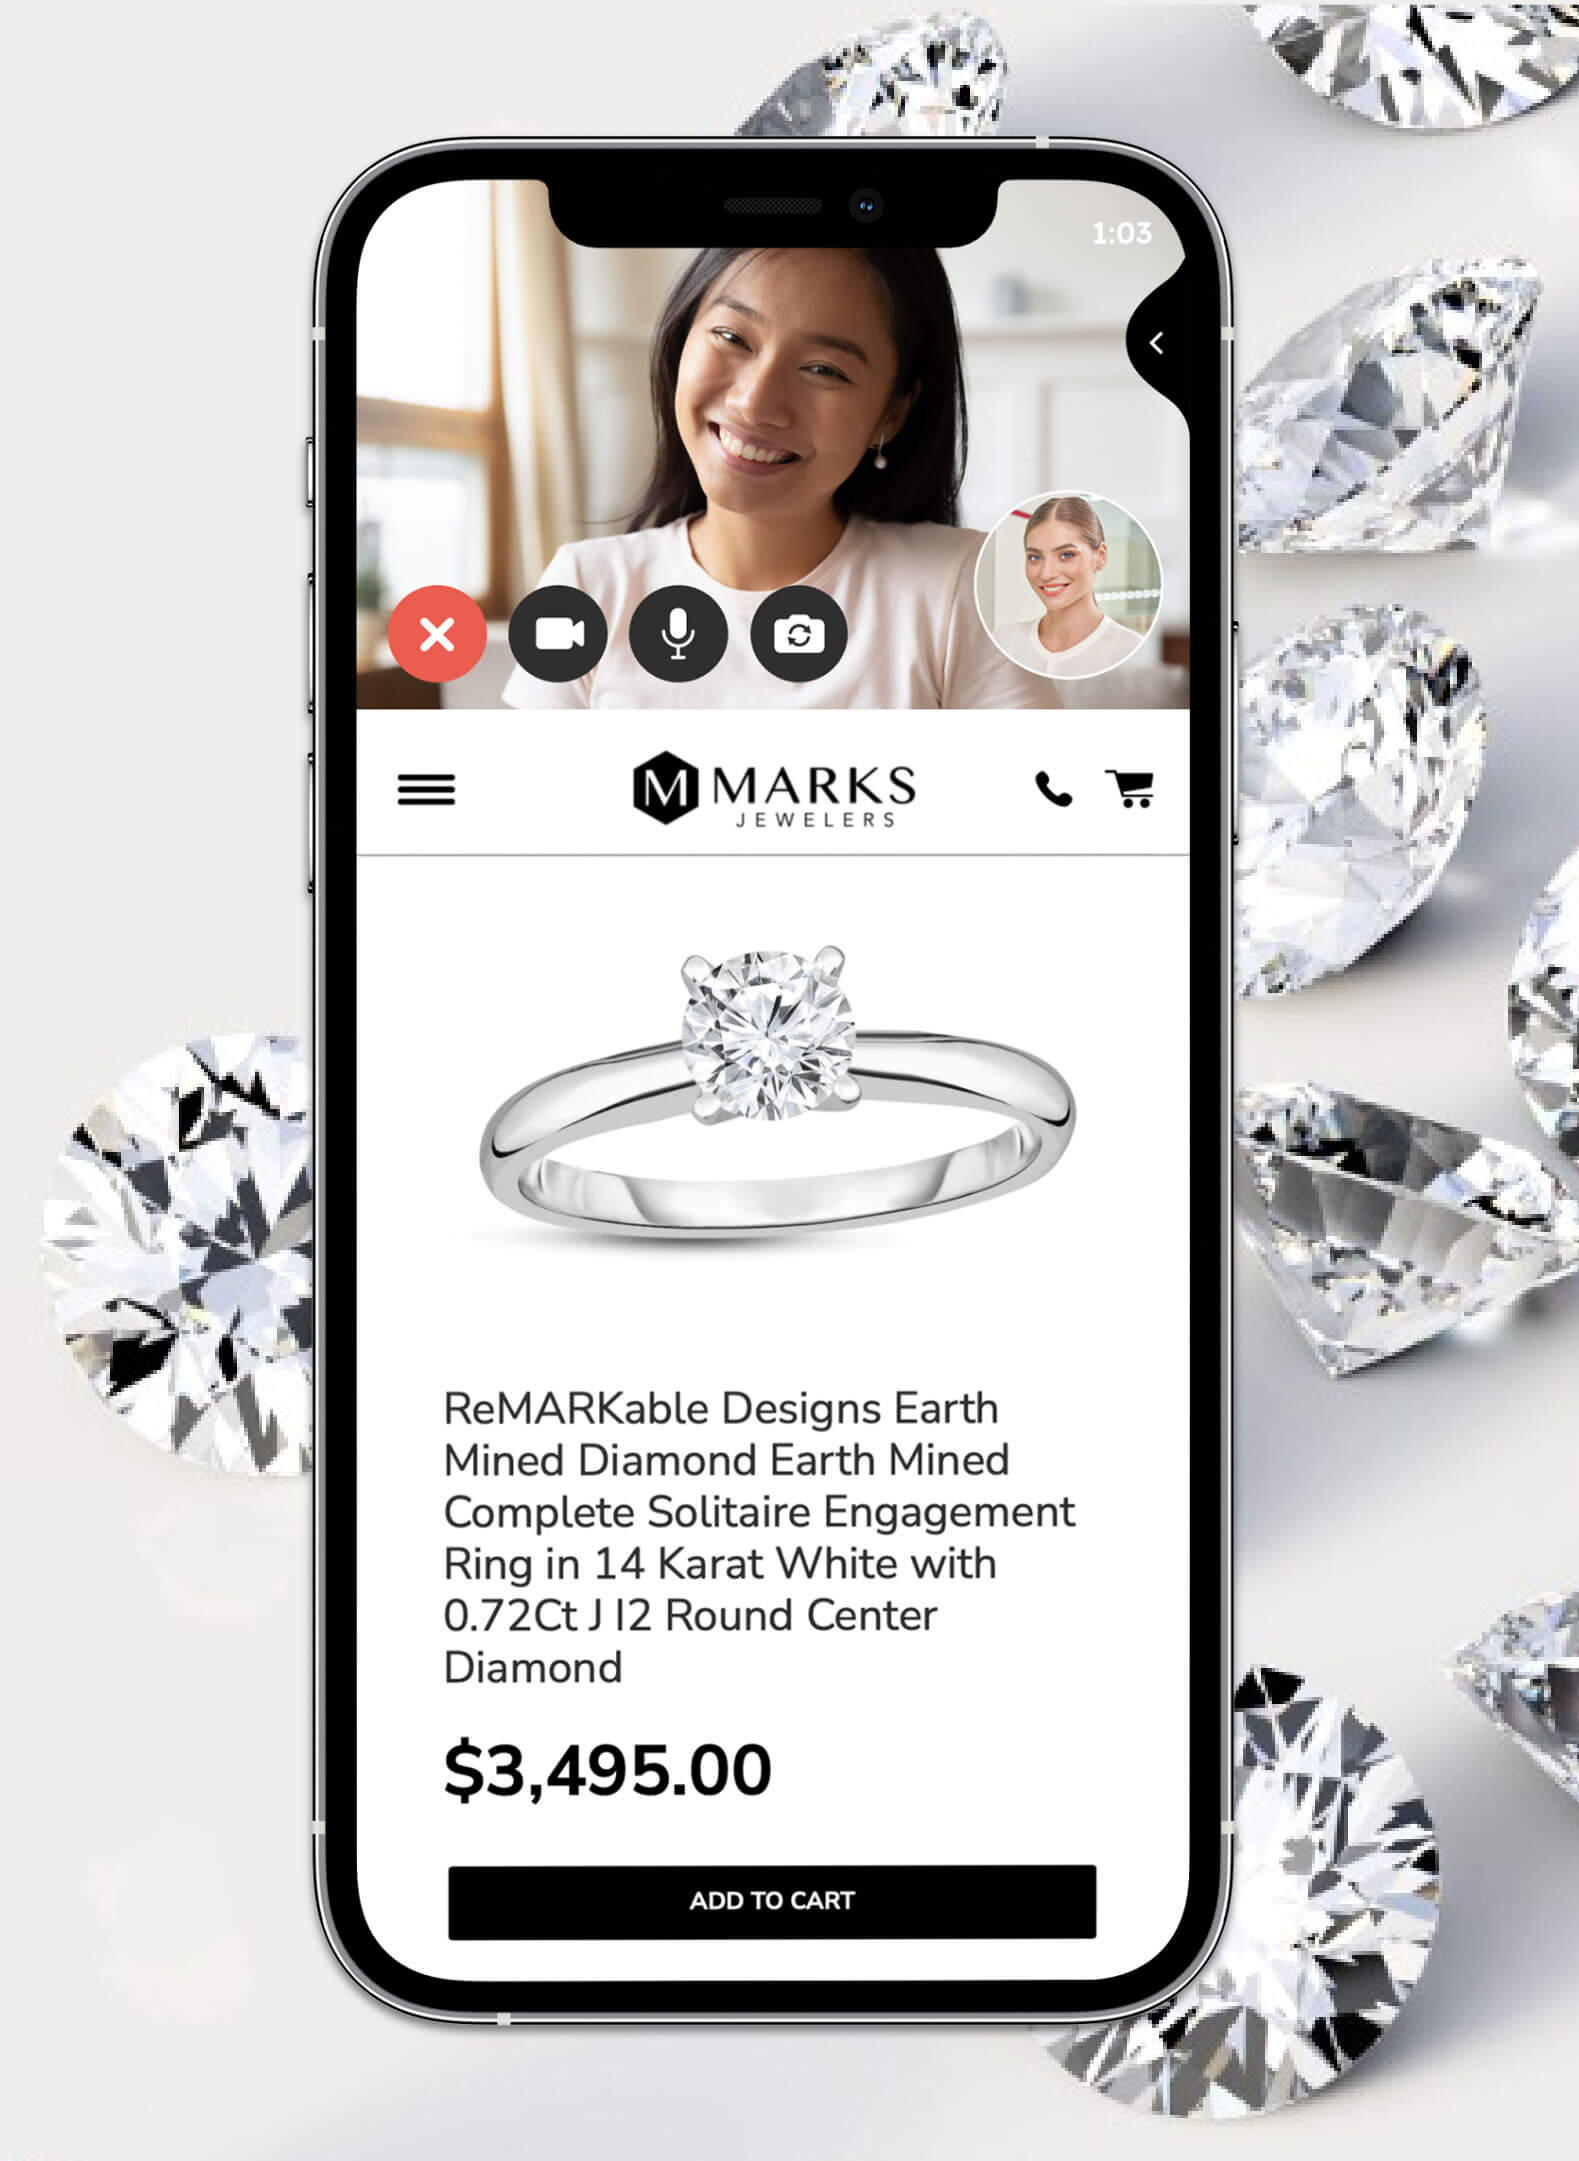 1:03
M MARKS
JEWELERS
ReMARKable Designs Earth
Mined Diamond Earth Mined
Complete Solitaire Engagement
Ring in 14 Karat White with
0.72Ct J I2 Round Center
Diamond
$3,495.00
ADD TO CART